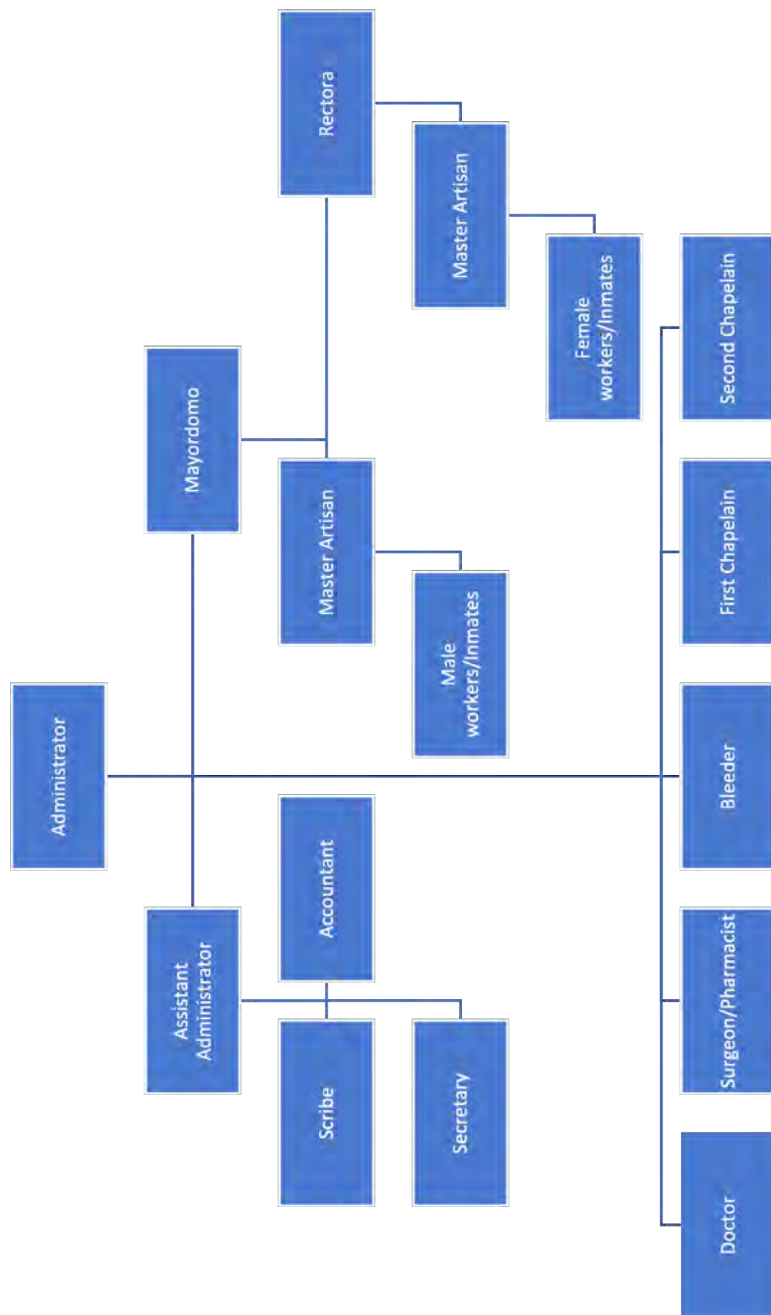 Administrator
Assistant
Administrator
Mayordomo
Scribe
Accountant
Master Artisan
Rectora
Secretary
Male
workers/Inmates
Master Artisan
Female
workers/Inmates
Doctor
Surgeon/Pharmacist
Bleeder
First Chapelain
Second Chapelain